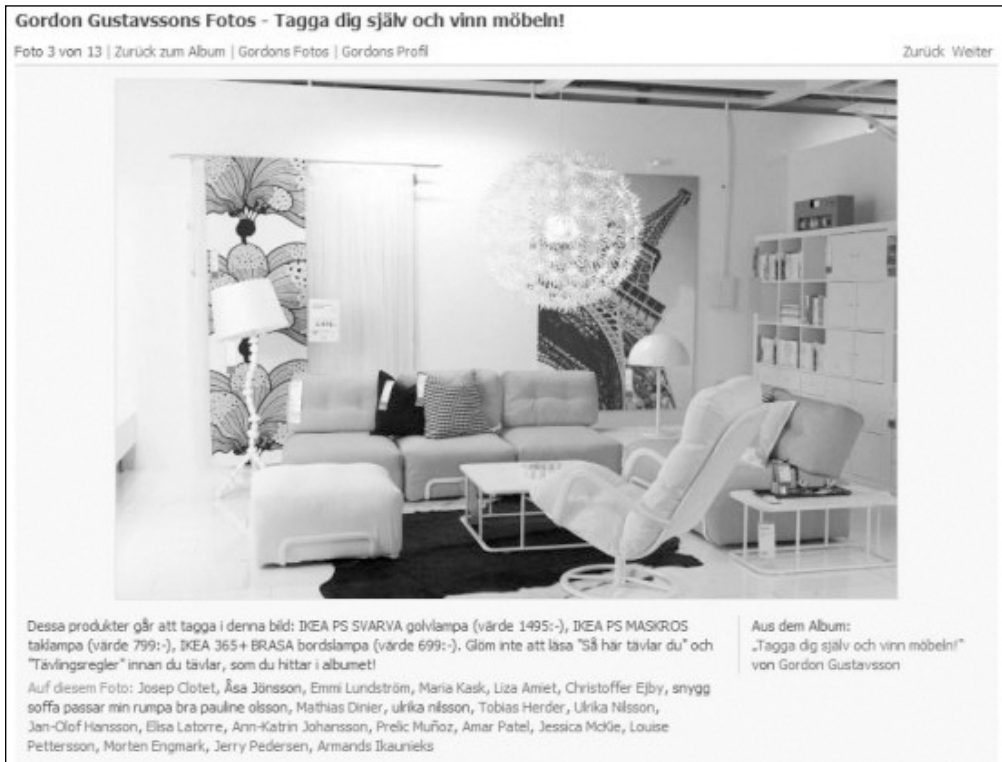 Gordon Gustavssons Fotos - Tagga dig själv och vinn möbeln!
Foto 3 von 13 | Zurück zum Album | Gordons Fotos | Gordons Profil
Zurück Weiter
Dessa produkter går att tagga i denna bild: IKEA PS SVARVA golvlampa (värde 1495:-), IKEA PS MASKROS
taklampa (värde 799:-), IKEA 365+ BRASA bordslampa (värde 699:-). Glöm inte att läsa "Så här tävlar du" och
"Tävlingsregler" innan du tävlar, som du hittar i albumet!
Auf diesem Foto: Josep Clotet, Åsa Jönsson, Emmi Lundström, Maria Kask, Liza Amiet, Christoffer Ejby, snygg
soffa passar min rumpa bra pauline olsson, Mathias Dinier, ulrika nilsson, Tobias Herder, Ulrika Nilsson,
Jan-Olof Hansson, Elisa Latorre, Ann-Katrin Johansson, Prelic Muñoz, Amar Patel, Jessica McKie, Louise
Pettersson, Morten Engmark, Jerry Pedersen, Armands Ikaunieks
Aus dem Album:
„Tagga dig själv och vinn möbeln!"
von Gordon Gustavsson